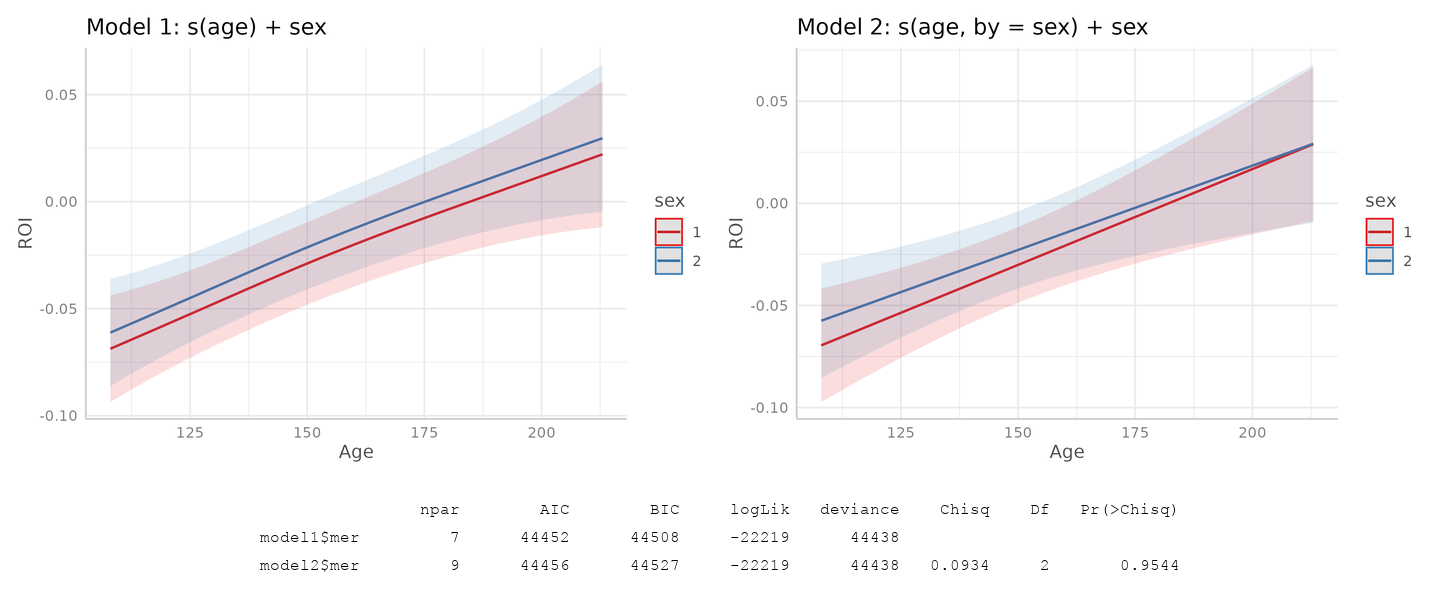 Model 1: s(age) + sex
0.05
0.00
-0.05
-0.10
ROI
125 150 175 200
Age
sex
1
2
Model 2: s(age, by = sex) + sex
0.05
0.00
-0.05
-0.10
ROI
125 150 175 200
Age
sex
1
2
npar AIC BIC logLik deviance Chisq Df Pr(>Chisq)
model1$mer 7 44452 44508 -22219 44438
model2$mer 9 44456 44527 -22219 44438 0.0934 2 0.9544